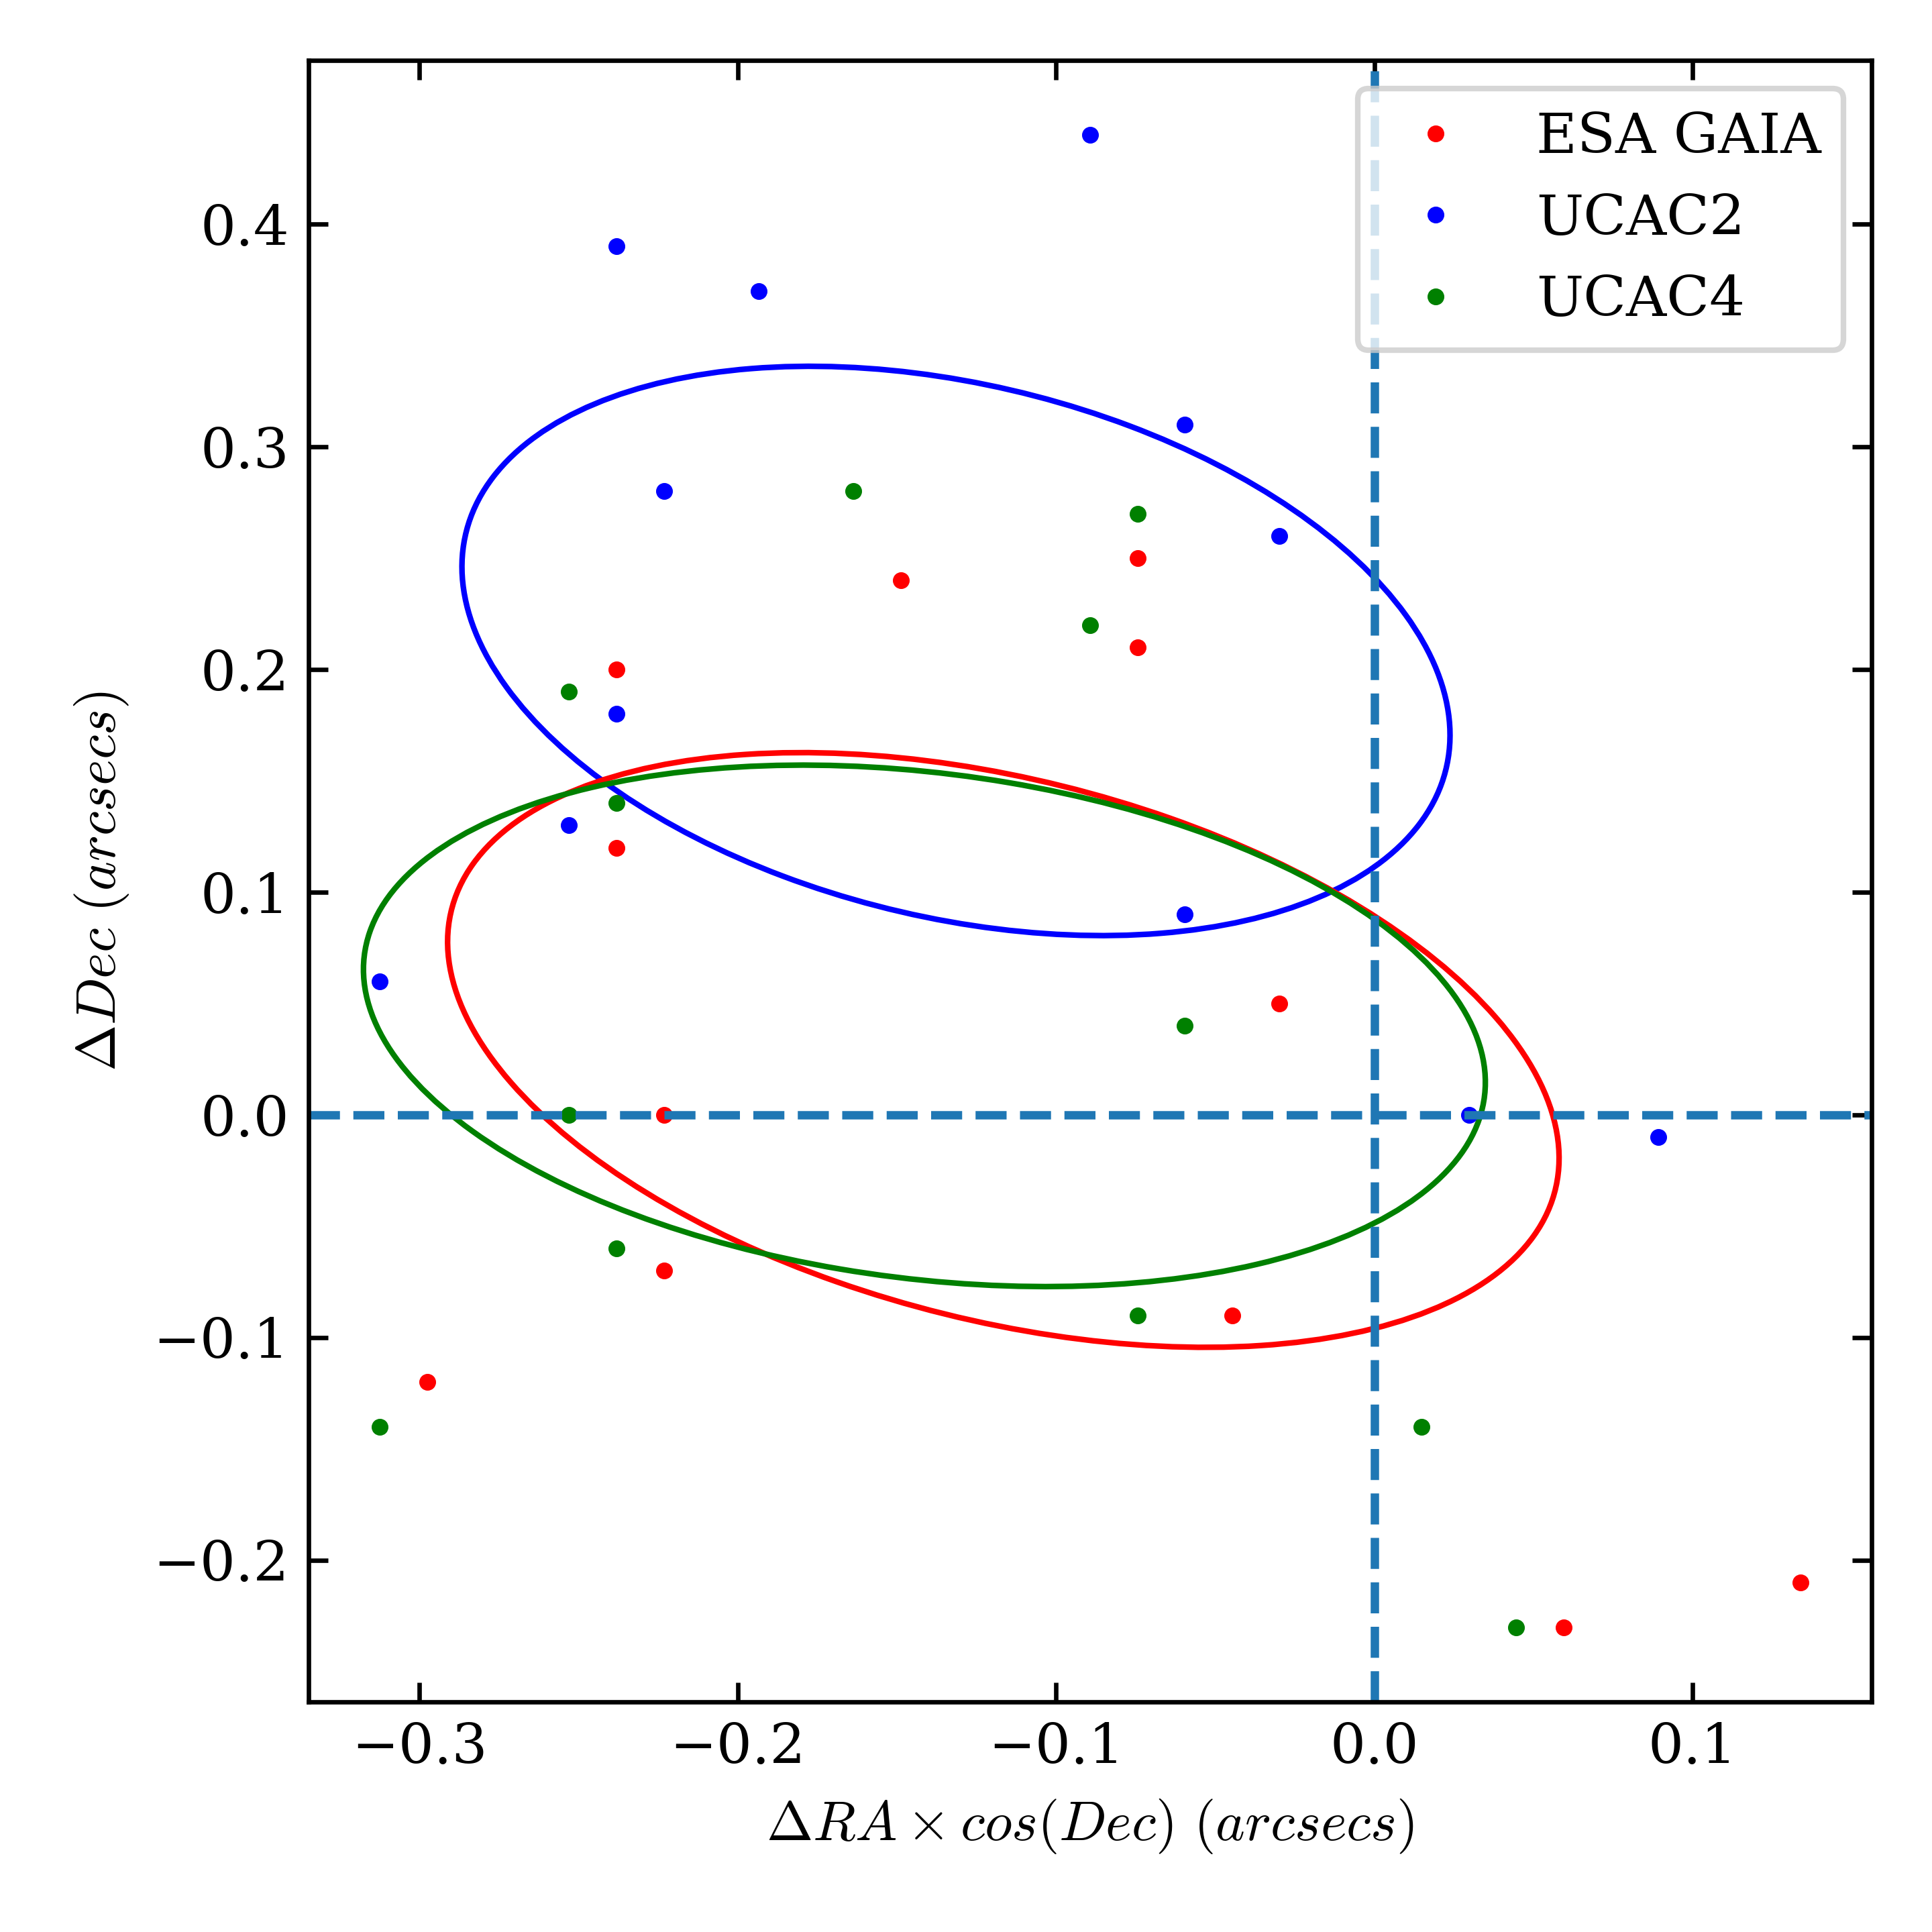 ESA GAIA
UCAC2
UCAC4
0.4
0.3
0.2
0.1
0.0
−0.1
−0.2
ΔDec (arcsecs)
−0.3 −0.2 −0.1 0.0 0.1
ΔRA × cos(Dec) (arcsecs)